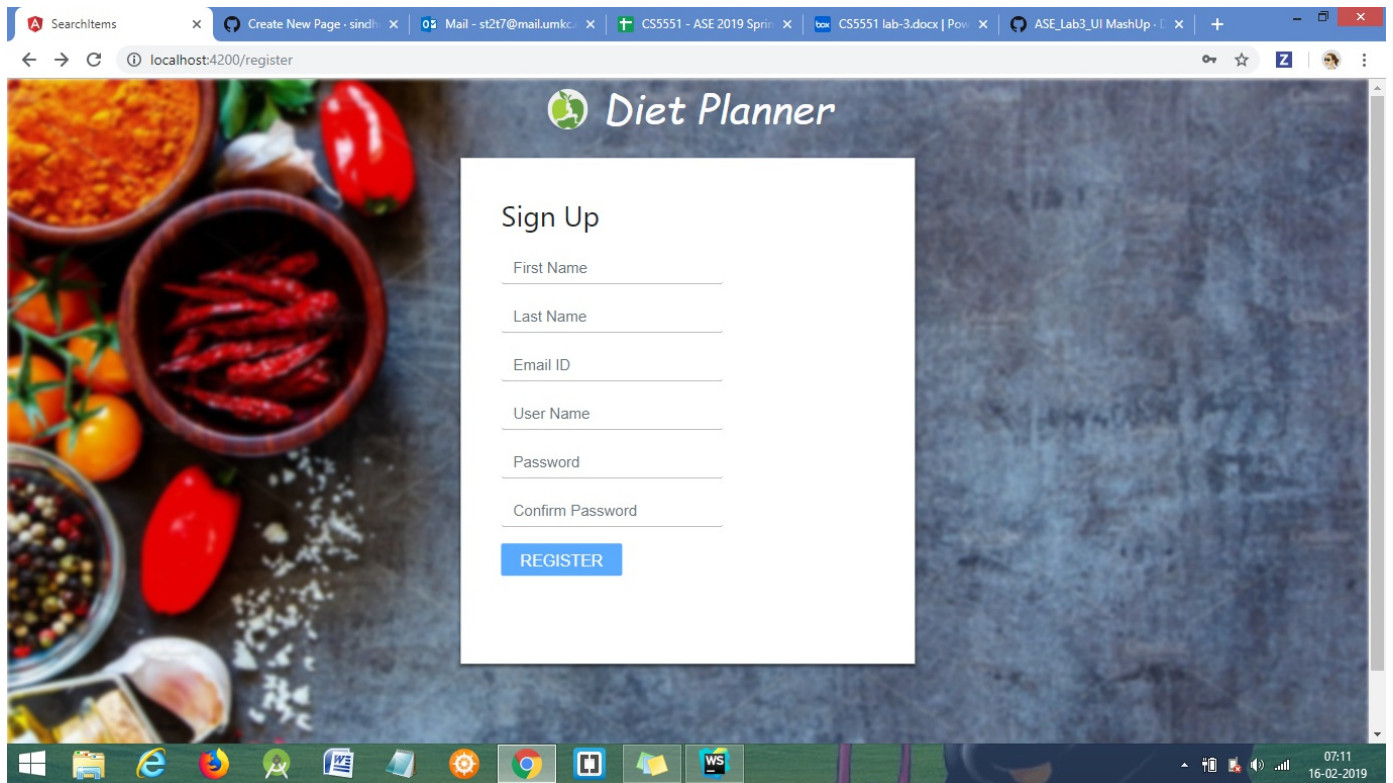 SearchItems
Create New Page · sindh
Mail - st2t7@mail.umkc.
CS5551 - ASE 2019 Sprin
CS5551 lab-3.docx | Pow
ASE_Lab3_UI MashUp ·
localhost:4200/register
Z
Diet Planner
Sign Up
First Name
Last Name
Email ID
User Name
Password
Confirm Password
REGISTER
WS
07:11
16-02-2019